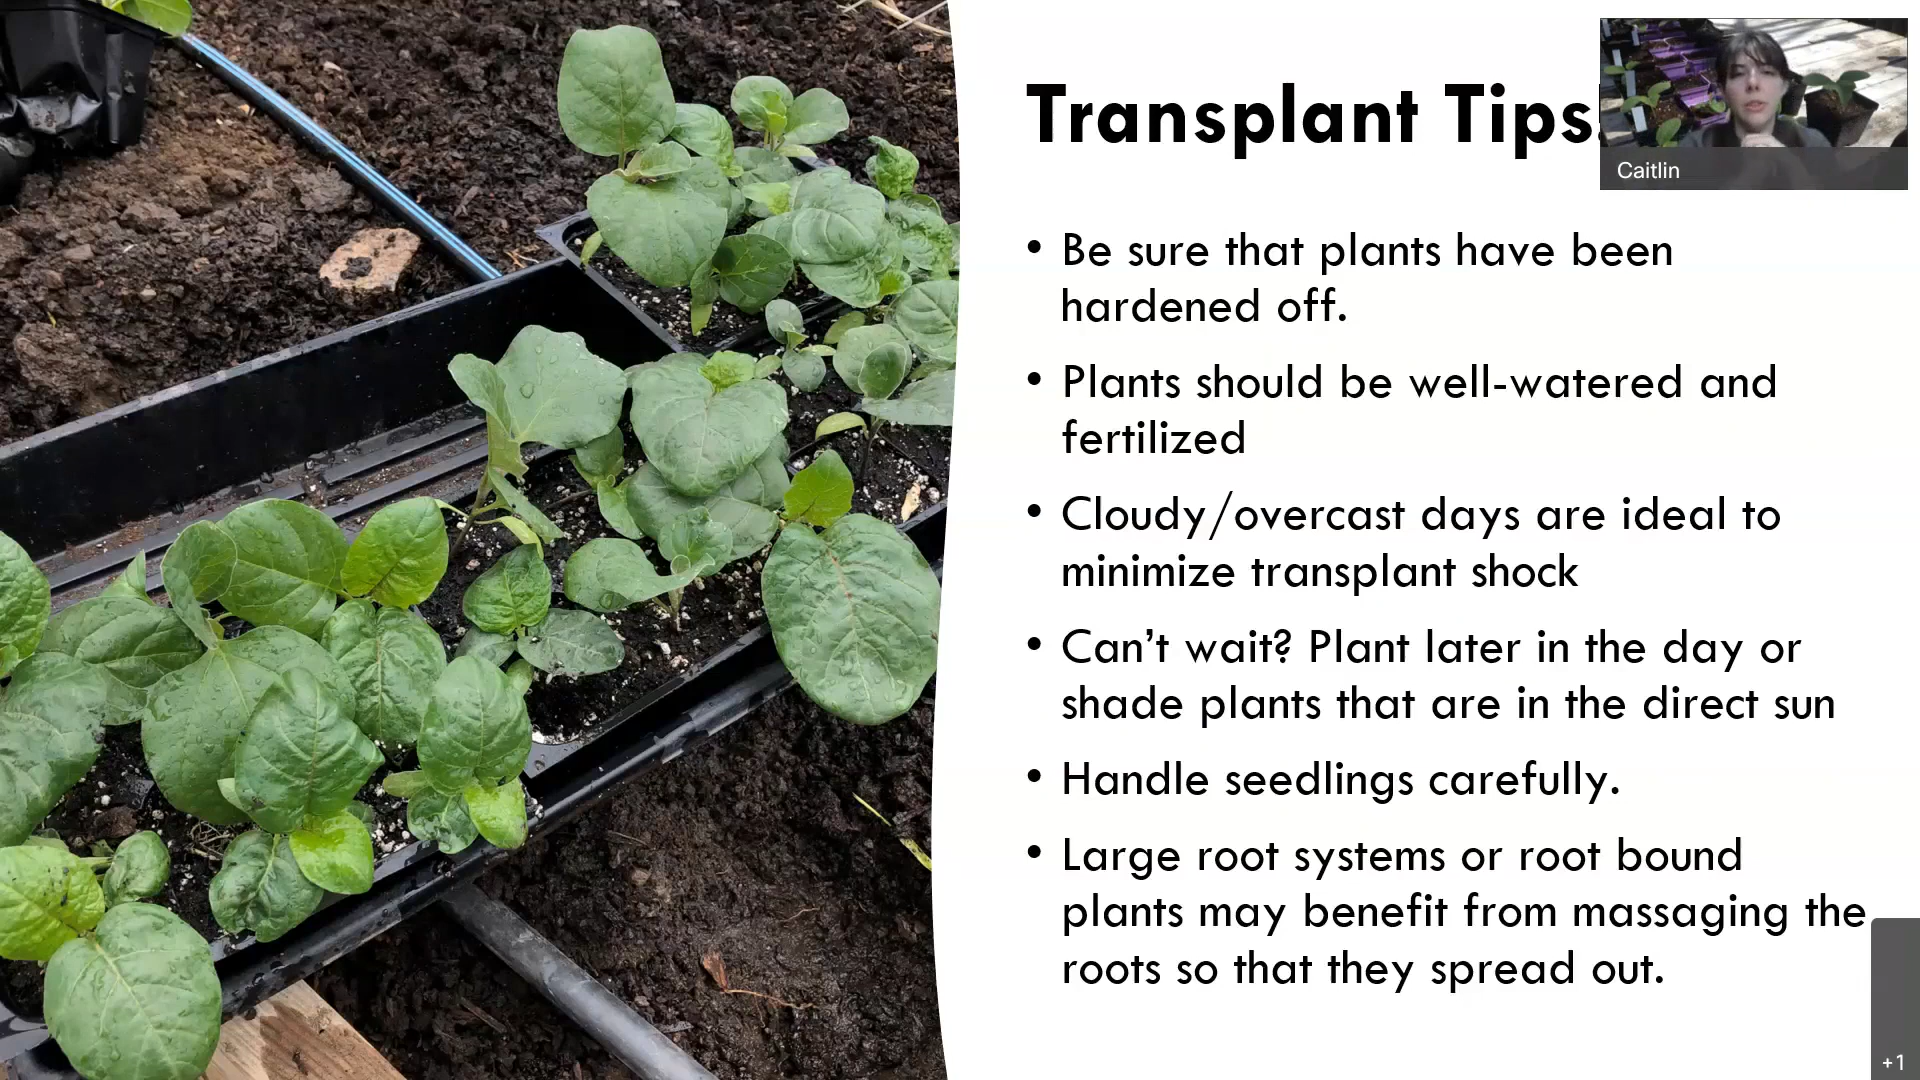 Transplant Tips
Caitlin
• Be sure that plants have been
hardened off.
• Plants should be well-watered and
fertilized
• Cloudy/overcast days are ideal to
minimize transplant shock
• Can’t wait? Plant later in the day or
shade plants that are in the direct sun
• Handle seedlings carefully.
• Large root systems or root bound
plants may benefit from massaging the
roots so that they spread out.
+1